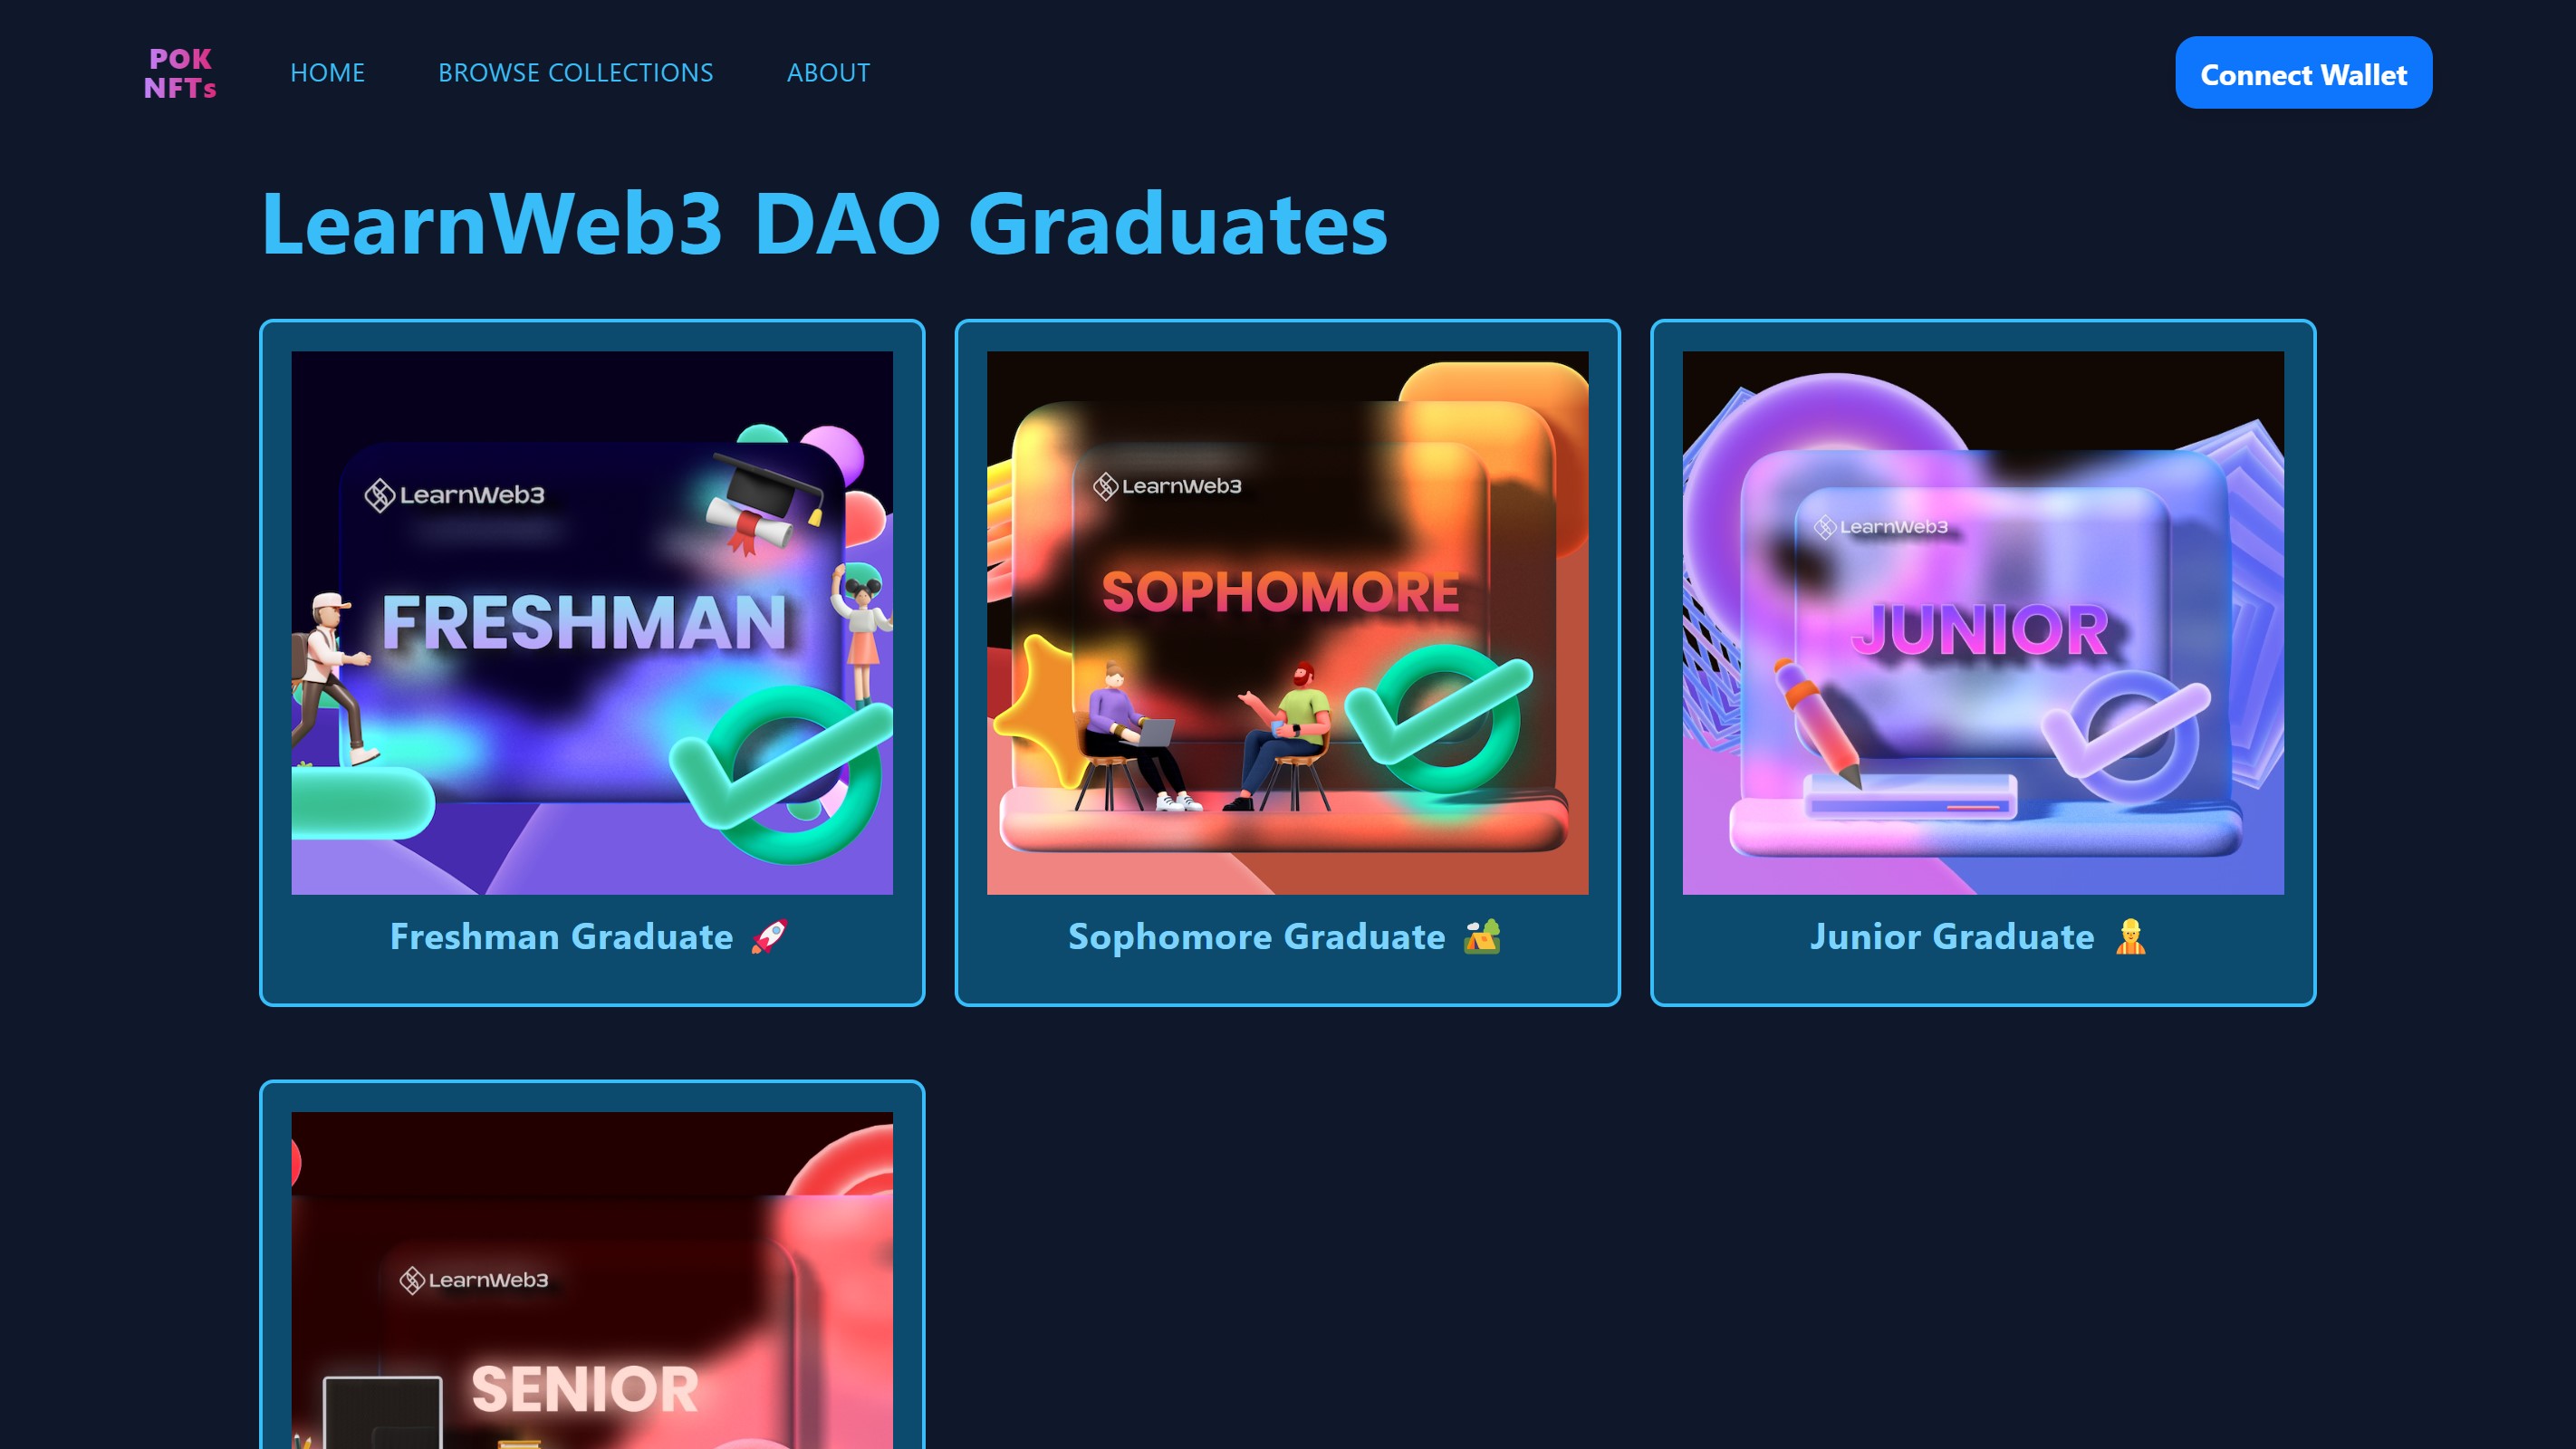 POK
NFTs
HOME
BROWSE COLLECTIONS
ABOUT
Connect Wallet
LearnWeb3 DAO Graduates
LearnWeb3
FRESHMAN
Freshman Graduate 🚀
LearnWeb3
SOPHOMORE
Sophomore Graduate 🏕️
LearnWeb3
JUNIOR
Junior Graduate 👷
LearnWeb3
SENIOR